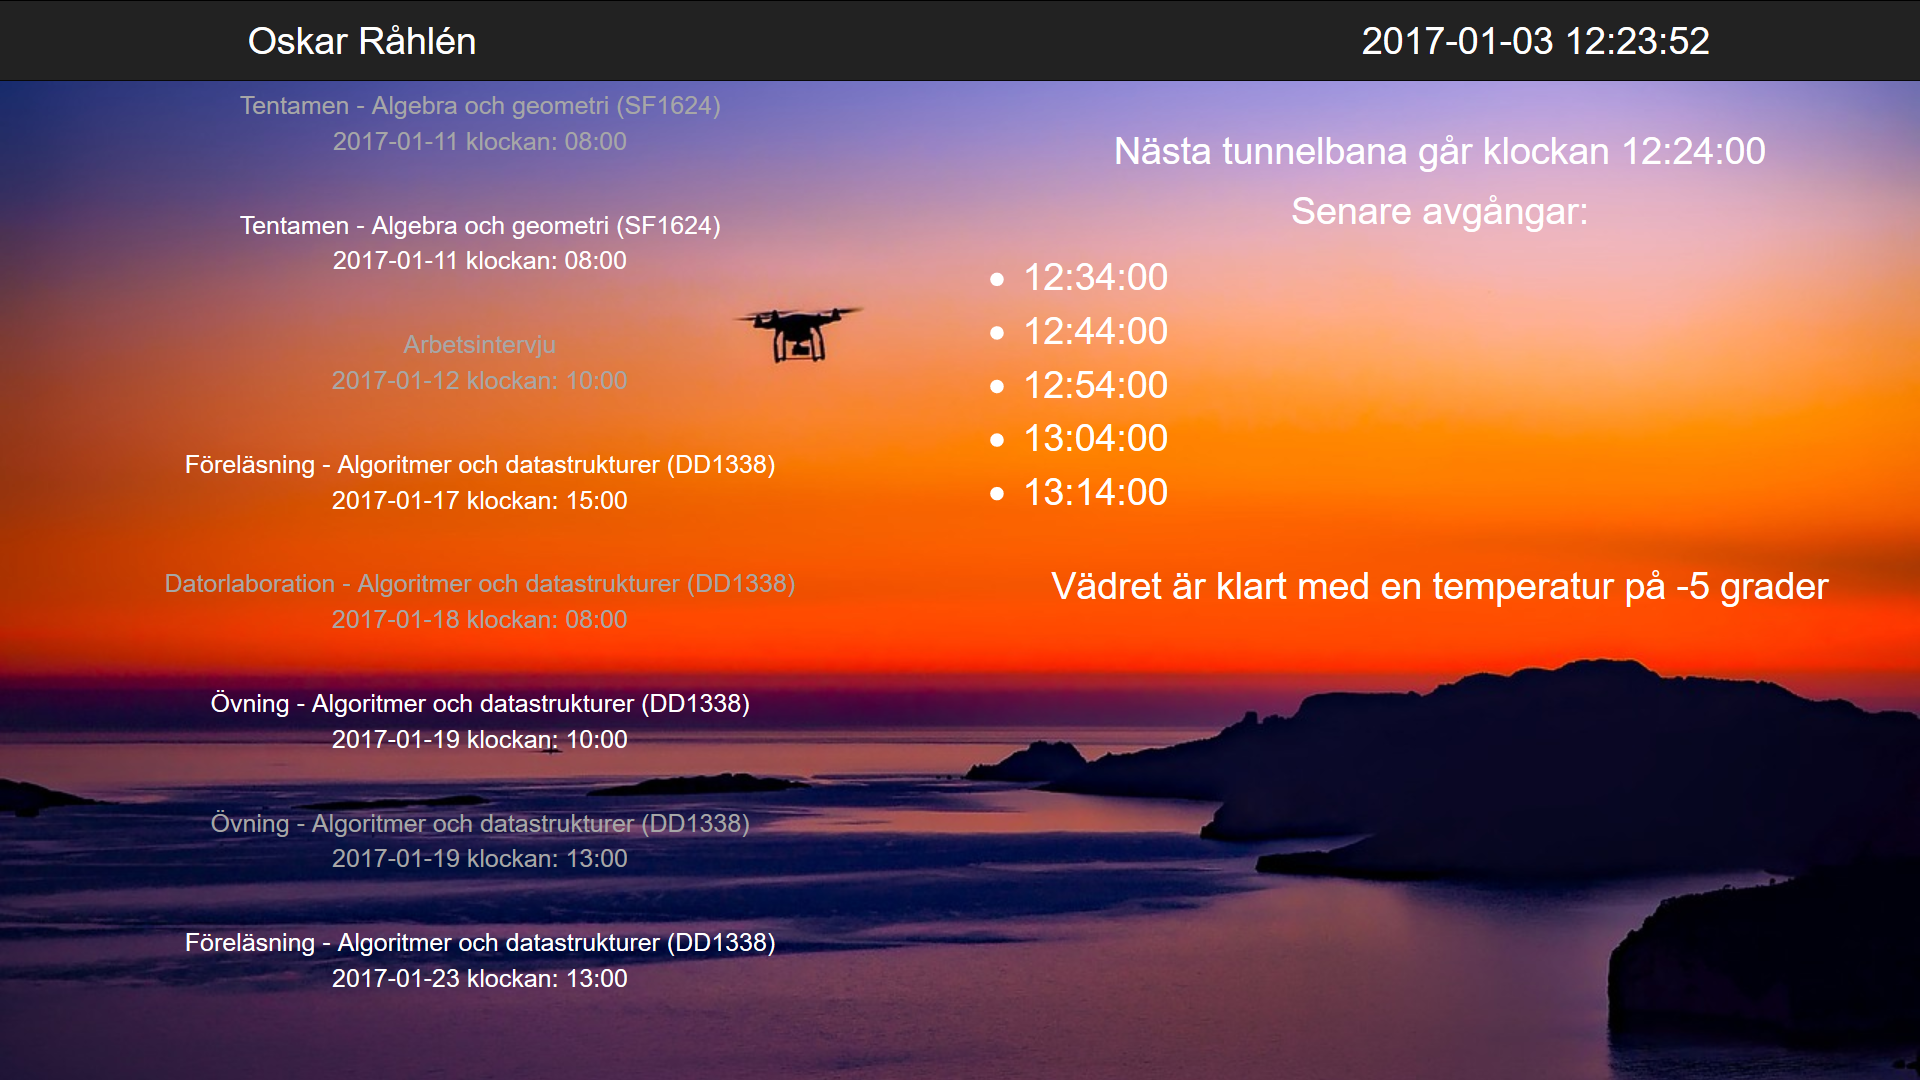 Oskar Råhlén
2017-01-03 12:23:52
Tentamen - Algebra och geometri (SF1624)
2017-01-11 klockan: 08:00
Tentamen - Algebra och geometri (SF1624)
2017-01-11 klockan: 08:00
Arbetsintervju
2017-01-12 klockan: 10:00
Föreläsning - Algoritmer och datastrukturer (DD1338)
2017-01-17 klockan: 15:00
Datorlaboration - Algoritmer och datastrukturer (DD1338)
2017-01-18 klockan: 08:00
Övning - Algoritmer och datastrukturer (DD1338)
2017-01-19 klockan: 10:00
Övning - Algoritmer och datastrukturer (DD1338)
2017-01-19 klockan: 13:00
Föreläsning - Algoritmer och datastrukturer (DD1338)
2017-01-23 klockan: 13:00
Nästa tunnelbana går klockan 12:24:00
Senare avgångar:
• 12:34:00
• 12:44:00
• 12:54:00
• 13:04:00
• 13:14:00
Vädret är klart med en temperatur på -5 grader